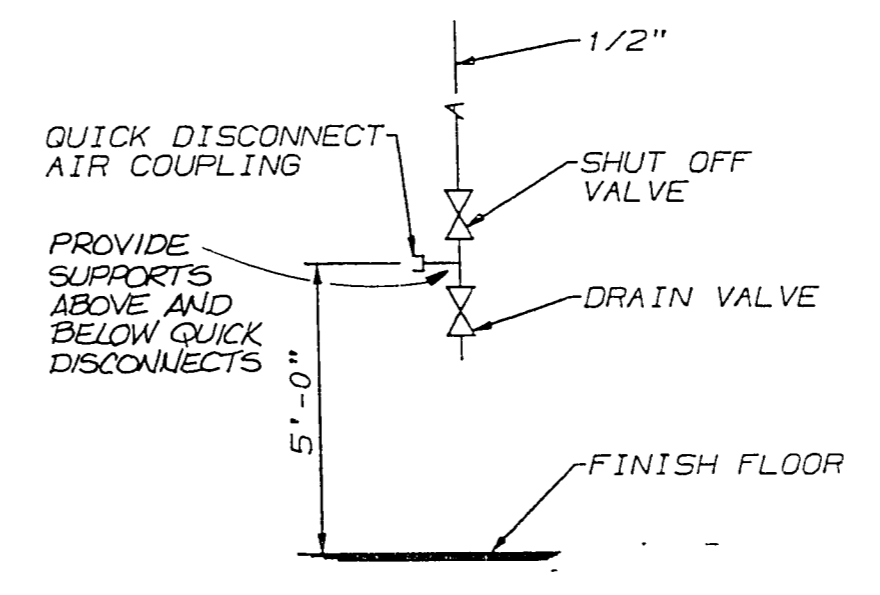 1/2"
A
QUICK DISCONNECT
AIR COUPLING
SHUT OFF
VALVE
PROVIDE
SUPPORTS
ABOVE AND
BELOW QUICK
DISCONNECTS
DRAIN VALVE
5'-0"
FINISH FLOOR